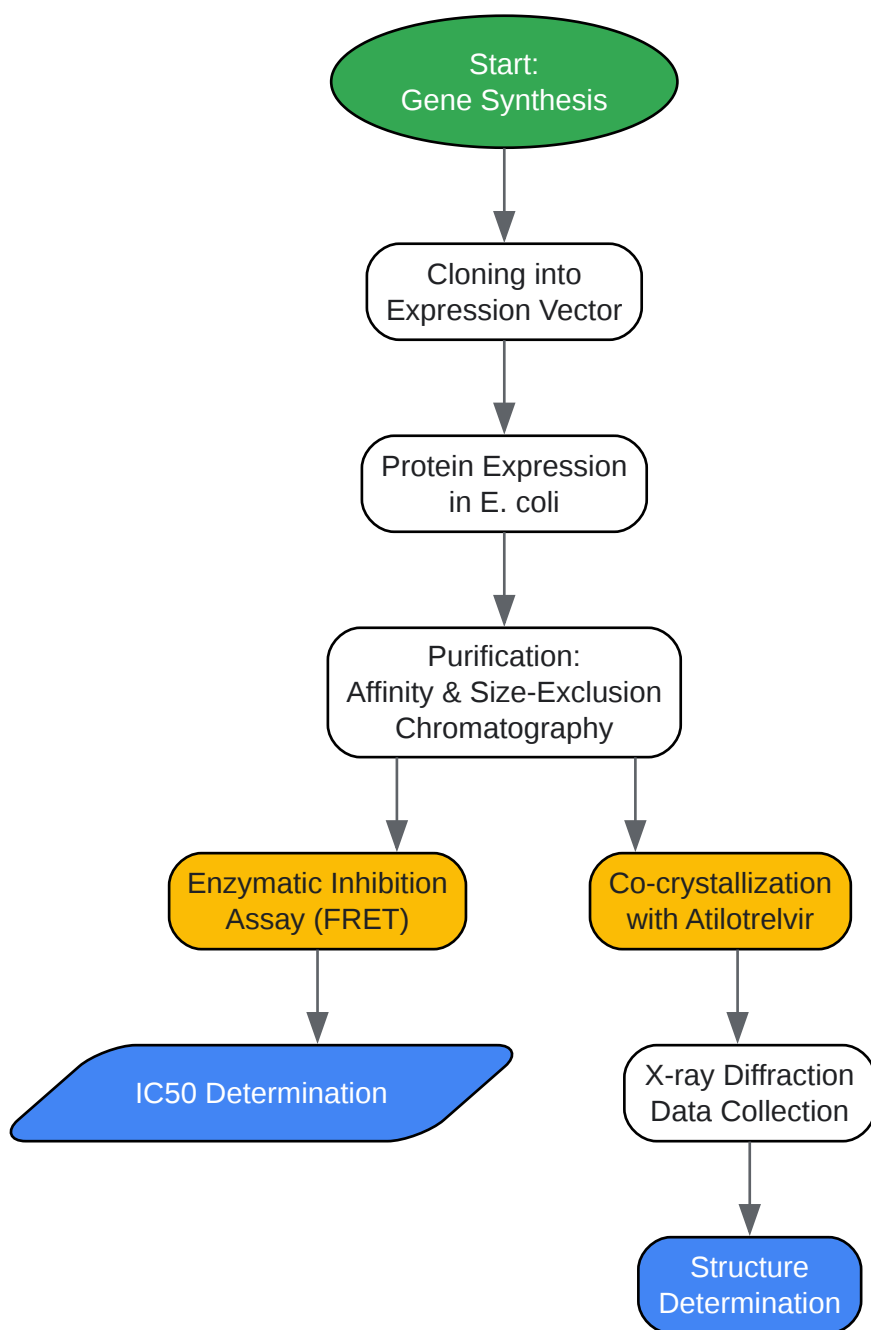 Start:
Gene Synthesis
Cloning into
Expression Vector
Protein Expression
in E. coli
Purification:
Affinity & Size-Exclusion
Chromatography
Enzymatic Inhibition
Assay (FRET)
Co-crystallization
with Atilotrelvir
IC50 Determination
X-ray Diffraction
Data Collection
Structure
Determination